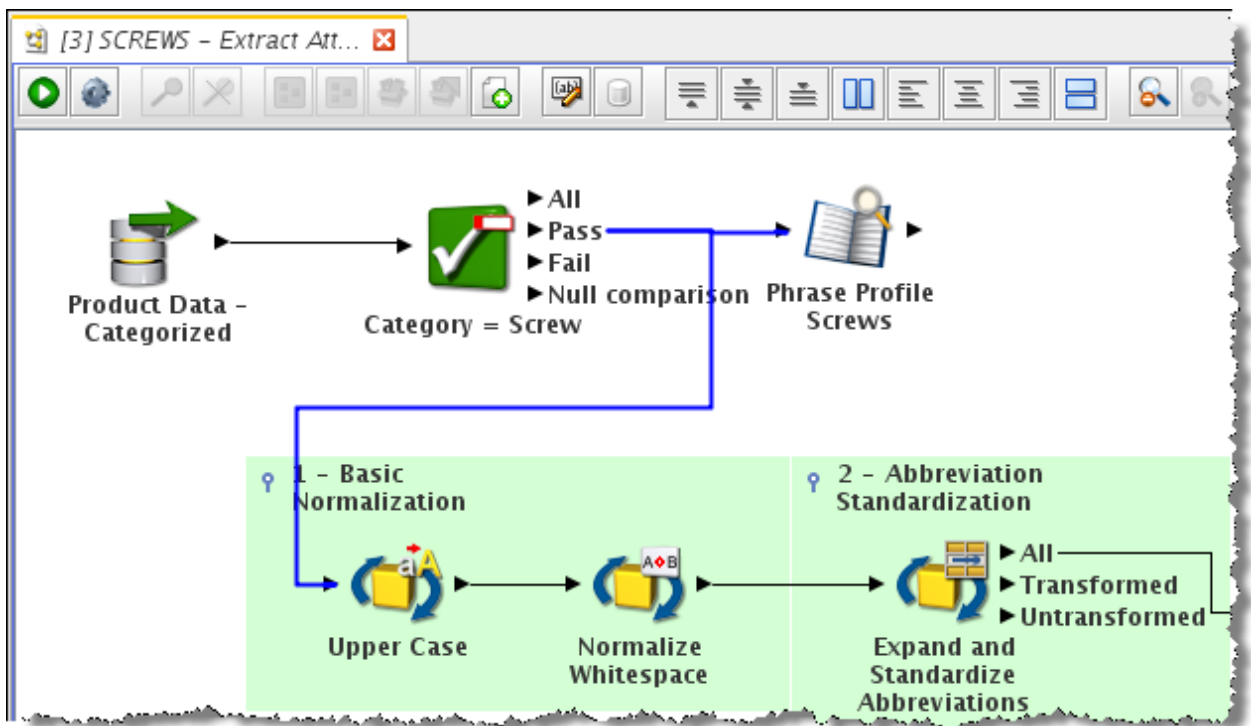 [3] SCREWS – Extract Att...
All
Pass
Fail
Null comparison
Product Data –
Categorized
Category = Screw
Phrase Profile
Screws
1 – Basic
Normalization
2 – Abbreviation
Standardization
All
Transformed
Untransformed
Upper Case
Normalize
Whitespace
Expand and
Standardize
Abbreviations